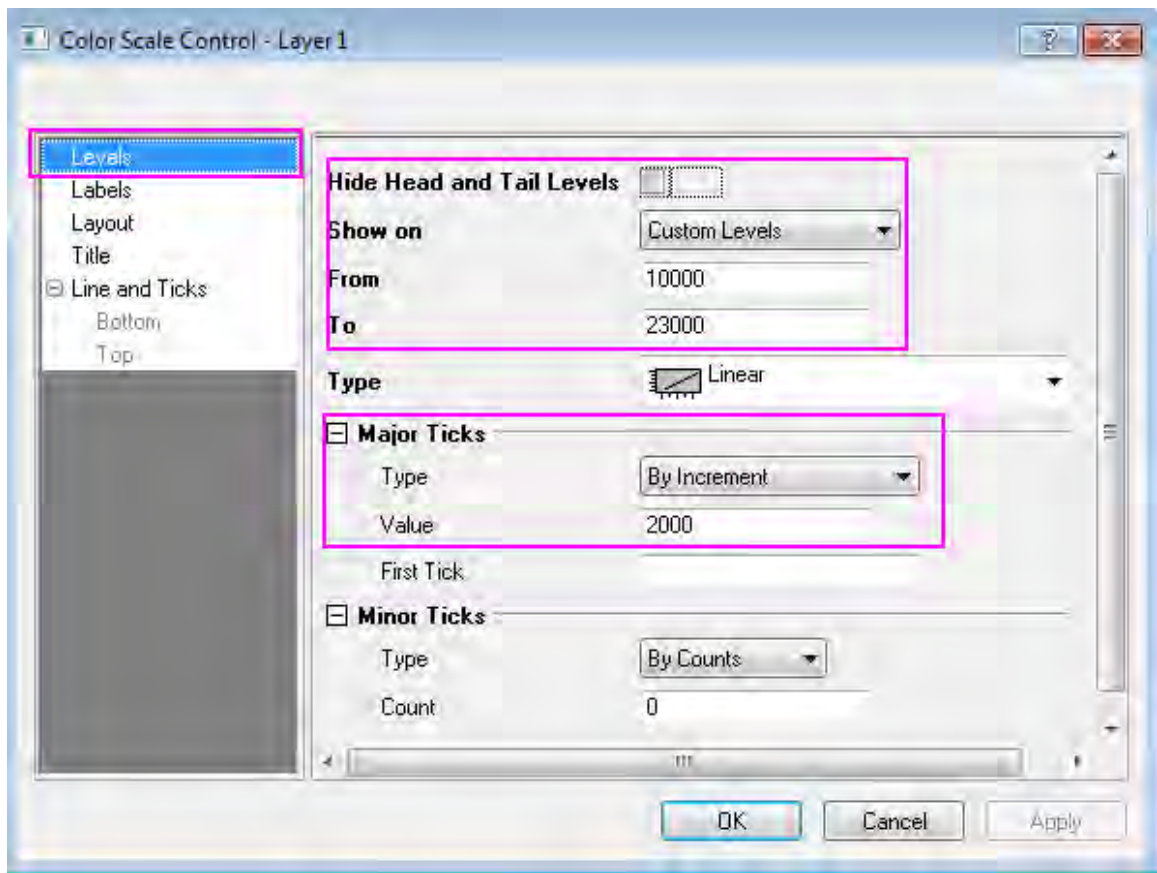 Color Scale Control - Layer 1
Levels
Labels
Layout
Title
Line and Ticks
Bottom
Top
Hide Head and Tail Levels
Show on Custom Levels
From 10000
To 23000
Type Linear
Major Ticks
Type By Increment
Value 2000
First Tick
Minor Ticks
Type By Counts
Count 0
OK Cancel Apply